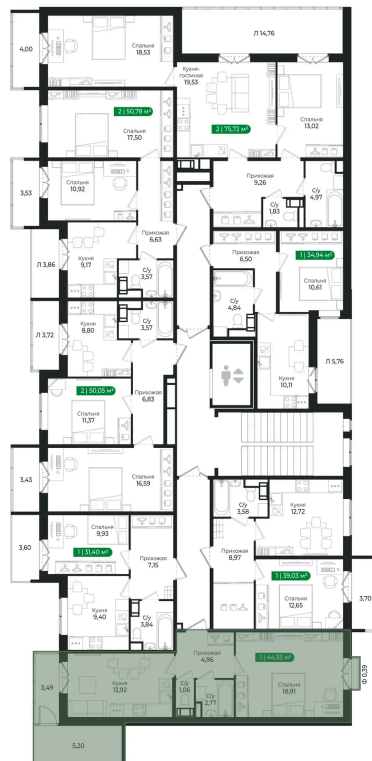 Л 14,76
4,00
Спальня
18,53
Кухня-
гостиная
19,53
2 | 75,72 м²
Спальня
13,02
2 | 50,78 м²
Спальня
17,50
3,53
Спальня
10,92
Прихожая
6,63
9,26
С/у
1,83
С/у
4,97
Л 3,86
Кухня
9,17
С/у
3,57
Прихожая
6,50
1 | 34,94 м²
Спальня
10,61
С/у
4,84
Л 3,72
Кухня
8,80
С/у
3,57
Кухня
10,11
Л 5,76
2 | 50,05 м²
Спальня
11,37
Прихожая
6,83
3,43
Спальня
16,59
С/у
3,58
Кухня
12,72
3,60
Спальня
9,93
1 | 31,40 м²
Прихожая
7,15
Прихожая
8,97
1 | 39,03 м²
Спальня
12,65
3,70
Кухня
9,40
С/у
3,84
3,49
Кухня
13,92
Прихожая
4,96
С/у
1,06
С/у
2,77
1 | 44,35 м²
Спальня
18,91
Ф 0,39
5,20